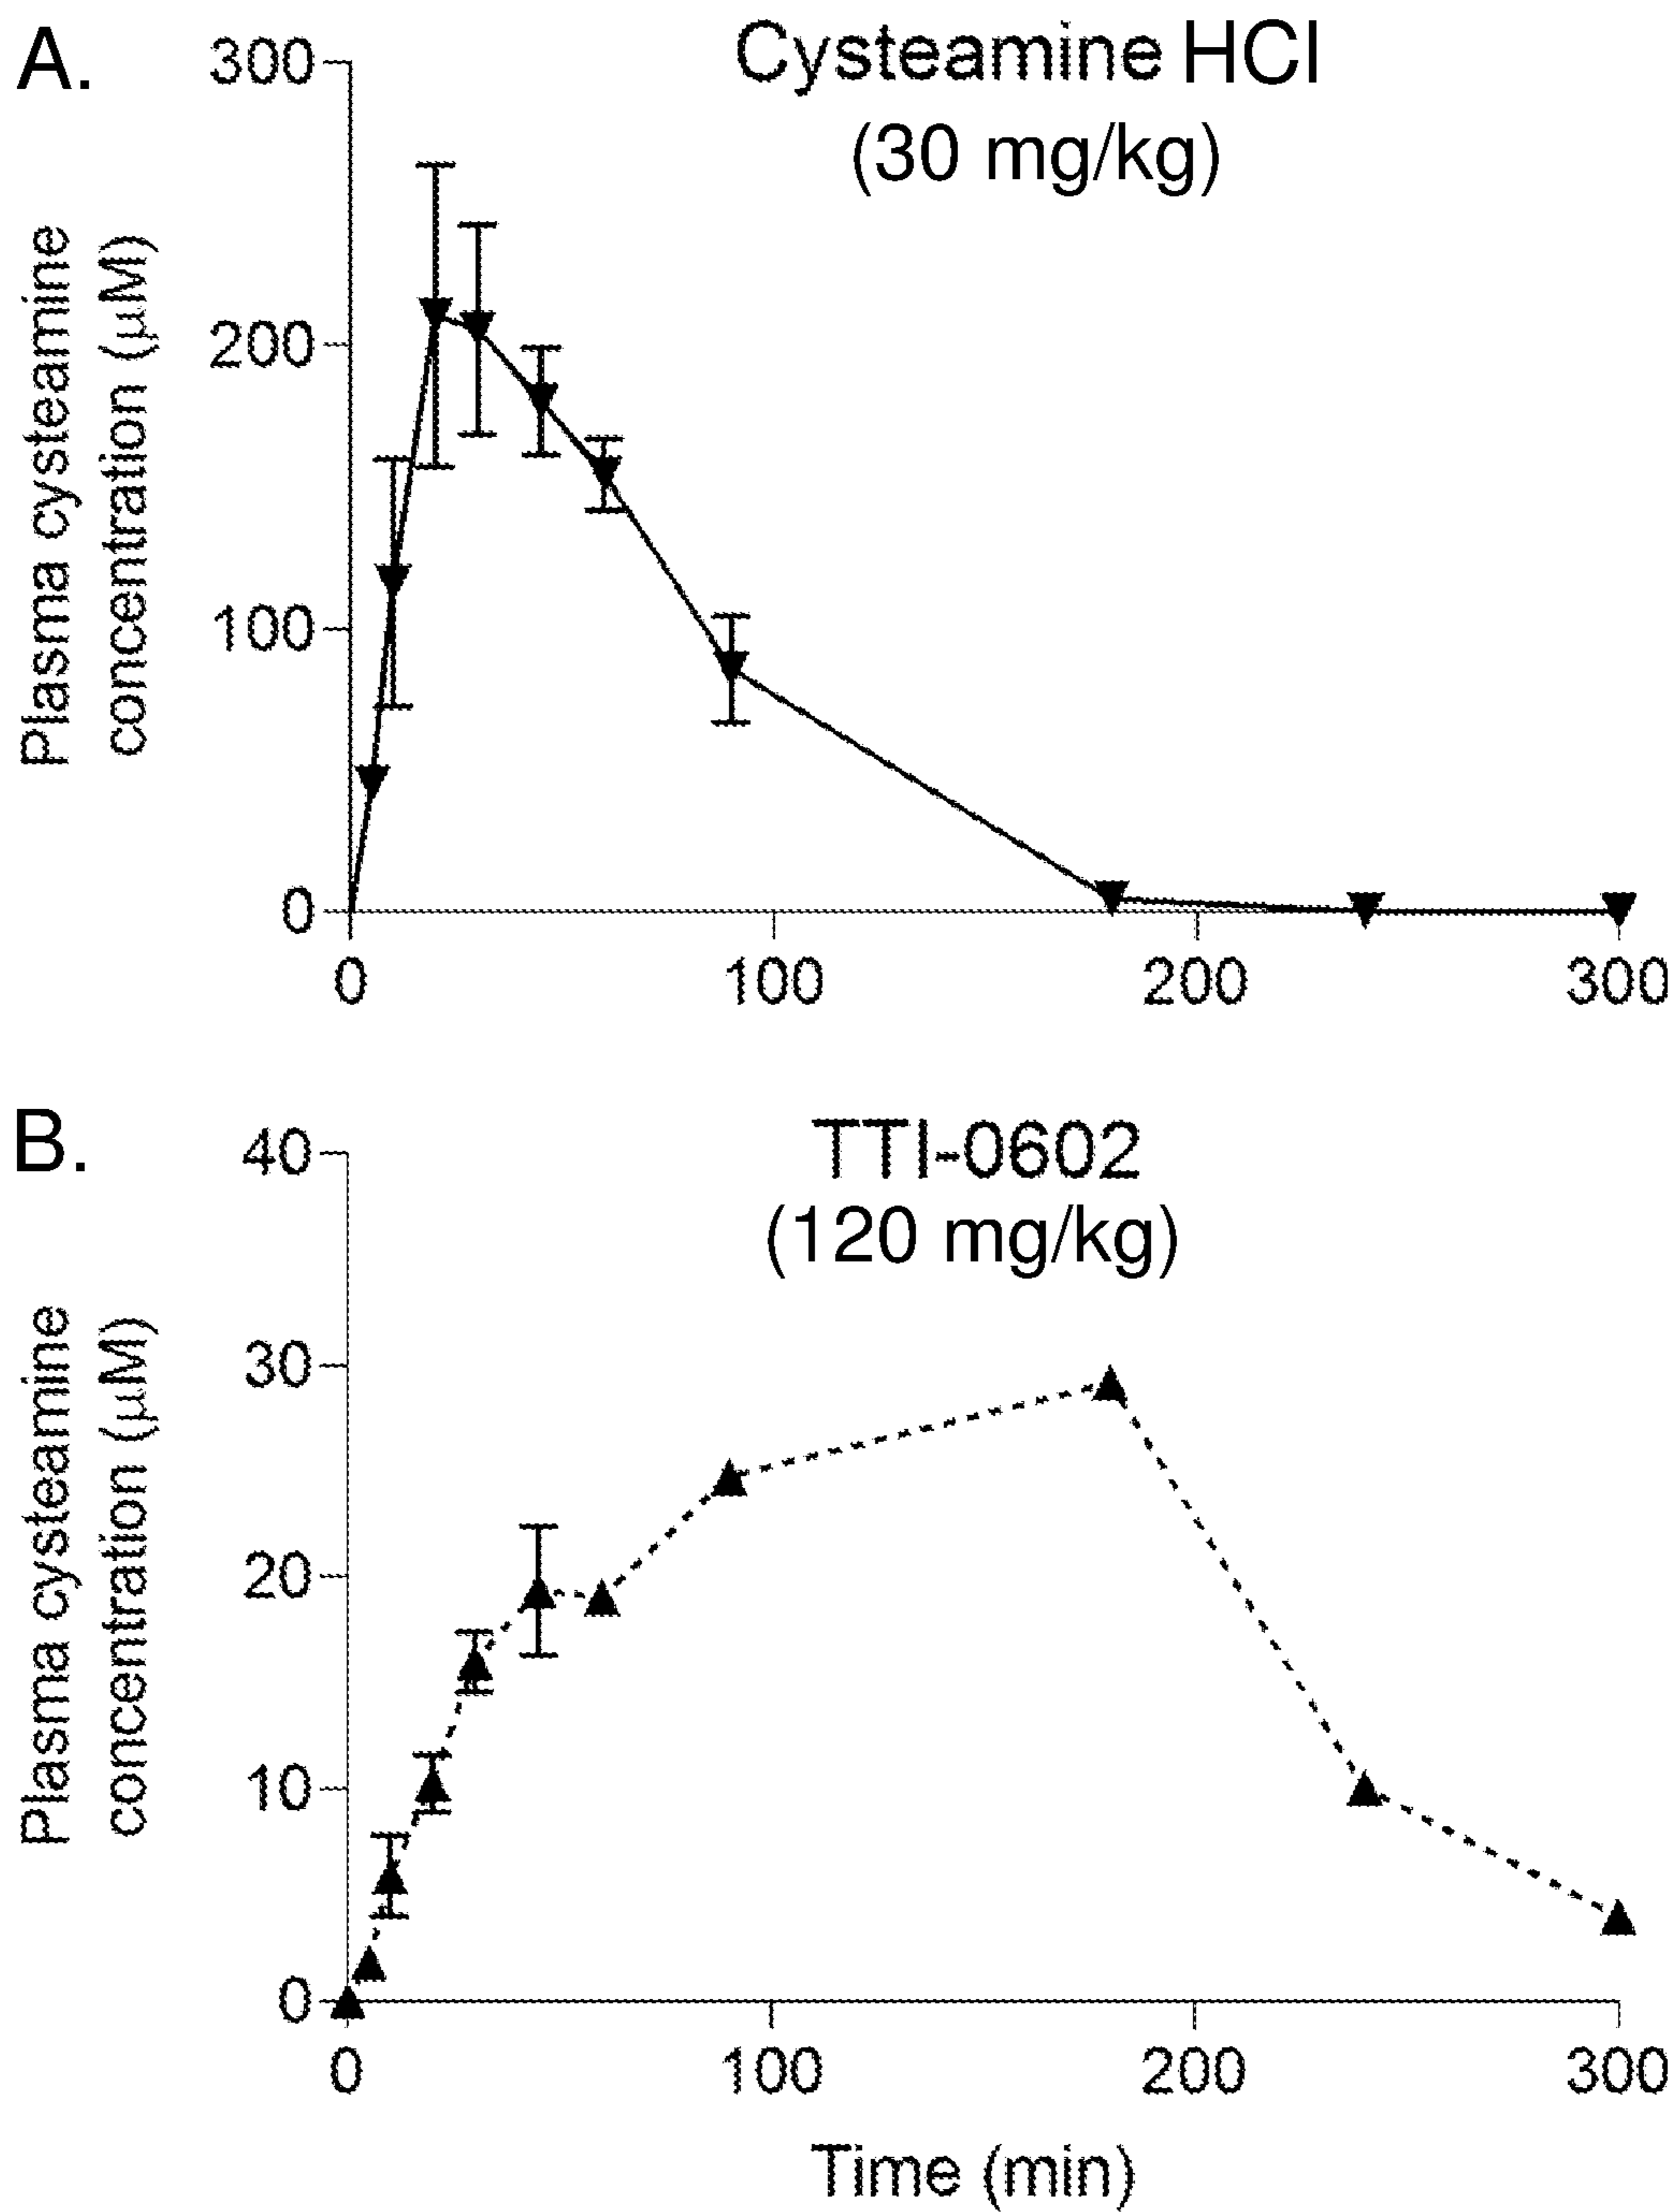 A.
Cysteamine HCl
(30 mg/kg)
Plasma cysteamine
concentration (μM)
300
200
100
0
0 100 200 300
B.
TTI-0602
(120 mg/kg)
Plasma cysteamine
concentration (μM)
40
30
20
10
0
0 100 200 300
Time (min)